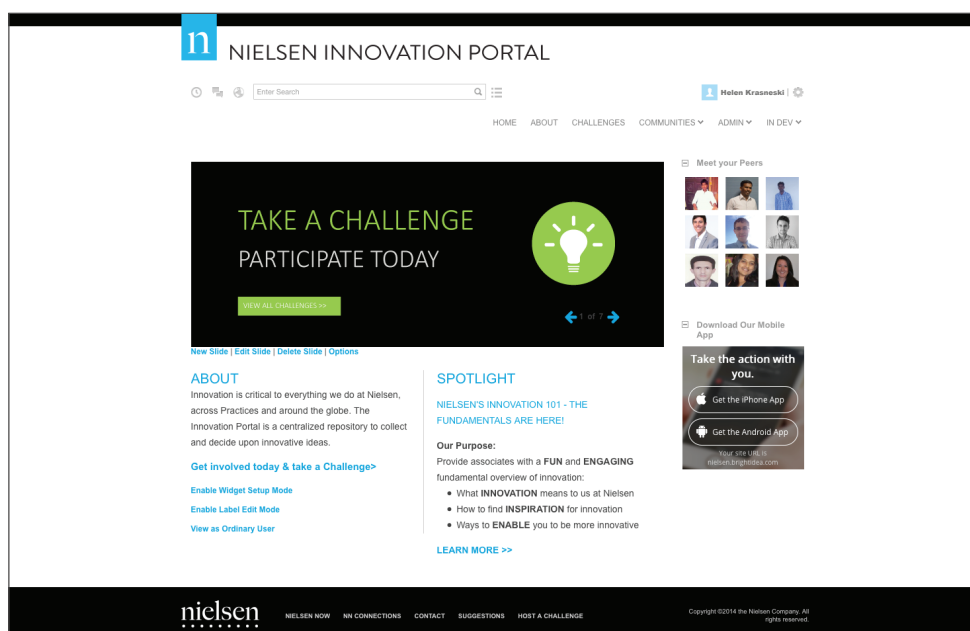 n NIELSEN INNOVATION PORTAL
Enter Search
Helen Krasneski |
HOME ABOUT CHALLENGES COMMUNITIES ADMIN IN DEV
TAKE A CHALLENGE
PARTICIPATE TODAY
VIEW ALL CHALLENGES >>
1 of 7
New Slide | Edit Slide | Delete Slide | Options
ABOUT
Innovation is critical to everything we do at Nielsen,
across Practices and around the globe. The
Innovation Portal is a centralized repository to collect
and decide upon innovative ideas.
Get involved today & take a Challenge>
Enable Widget Setup Mode
Enable Label Edit Mode
View as Ordinary User
SPOTLIGHT
NIELSEN'S INNOVATION 101 - THE
FUNDAMENTALS ARE HERE!
Our Purpose:
Provide associates with a FUN and ENGAGING
fundamental overview of innovation:
• What INNOVATION means to us at Nielsen
• How to find INSPIRATION for innovation
• Ways to ENABLE you to be more innovative
LEARN MORE >>
Meet your Peers
Download Our Mobile
App
Take the action with
you.
Get the iPhone App
Get the Android App
Your site URL is
nielsen.brightidea.com
nielsen
NIELSEN NOW NN CONNECTIONS CONTACT SUGGESTIONS HOST A CHALLENGE
Copyright ©2014 the Nielsen Company. All
rights reserved.